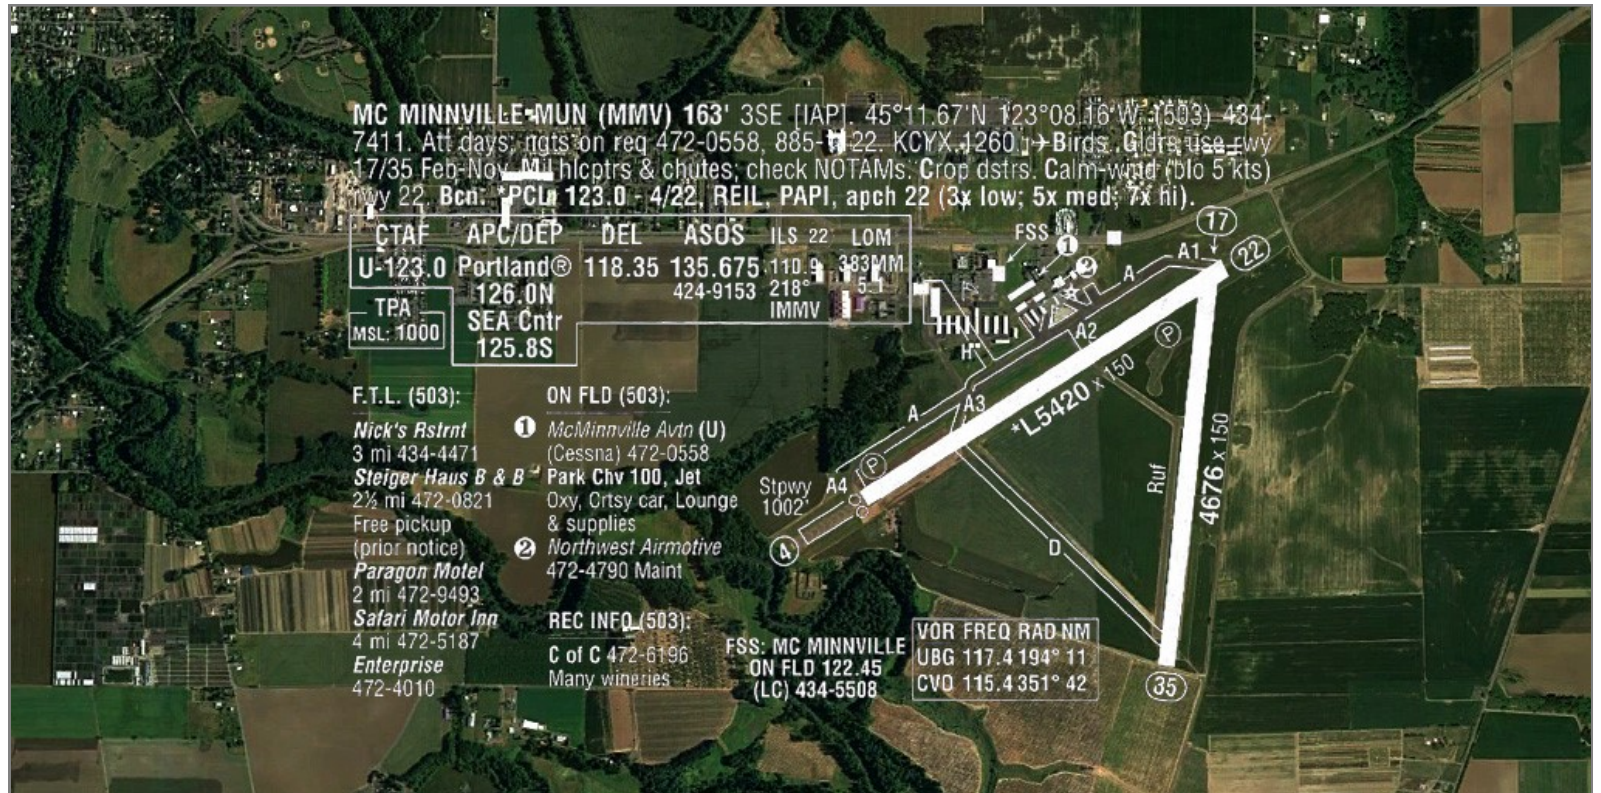 MC MINNVILLE MUN (MMV) 163' 3SE [IAP]. 45°11.67'N 123°08.16'W. (503) 434-
7411. Att days; ngts on req 472-0558, 885- 22. KCYX 1260. ✈Birds. Gldrs use rwy
17/35 Feb-Nov. Mil hlcptrs & chutes, check NOTAMs. Crop dstrs. Calm-wind (blo 5 kts)
rwy 22. Bcn. *PCL 123.0 - 4/22, REIL, PAPI, apch 22 (3x low; 5x med; 7x hi).
CTAF APC/DEP DEL ASOS ILS 22 LOM
U-123.0 Portland® 118.35 135.675 110.9 383MM
126.0N 424-9153 218° 5.1
TPA SEA Cntr IMMV
MSL: 1000 125.8S
F.T.L. (503):
Nick's Rstrnt
3 mi 434-4471
Steiger Haus B & B
2½ mi 472-0821
Free pickup
(prior notice)
Paragon Motel
2 mi 472-9493
Safari Motor Inn
4 mi 472-5187
Enterprise
472-4010
ON FLD (503):
❶ McMinnville Avtn (U)
(Cessna) 472-0558
Park Chv 100, Jet
Oxy, Crtsy car, Lounge
& supplies
❷ Northwest Airmotive
472-4790 Maint
REC INFO (503):
C of C 472-6196
Many wineries
FSS: MC MINNVILLE
ON FLD 122.45
(LC) 434-5508
VOR FREQ RAD NM
UBG 117.4 194° 11
CVO 115.4 351° 42
FSS
❶
❷
17
22
A1
A
A2
H
P
*L5420 x 150
A3
A
P
A4
Stpwy
1002'
4
Ruf
4676 x 150
D
35